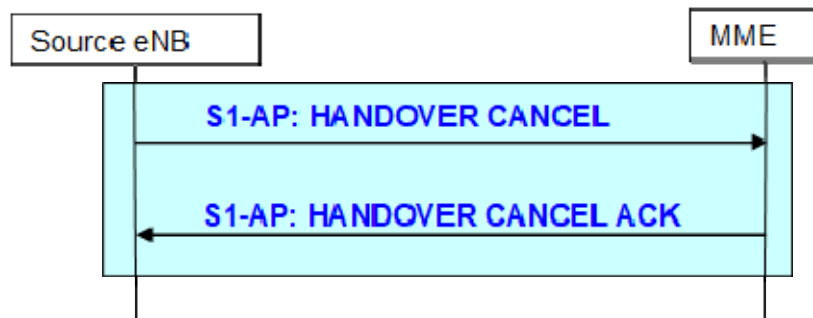 Source eNB
MME
S1-AP: HANDOVER CANCEL
S1-AP: HANDOVER CANCEL ACK